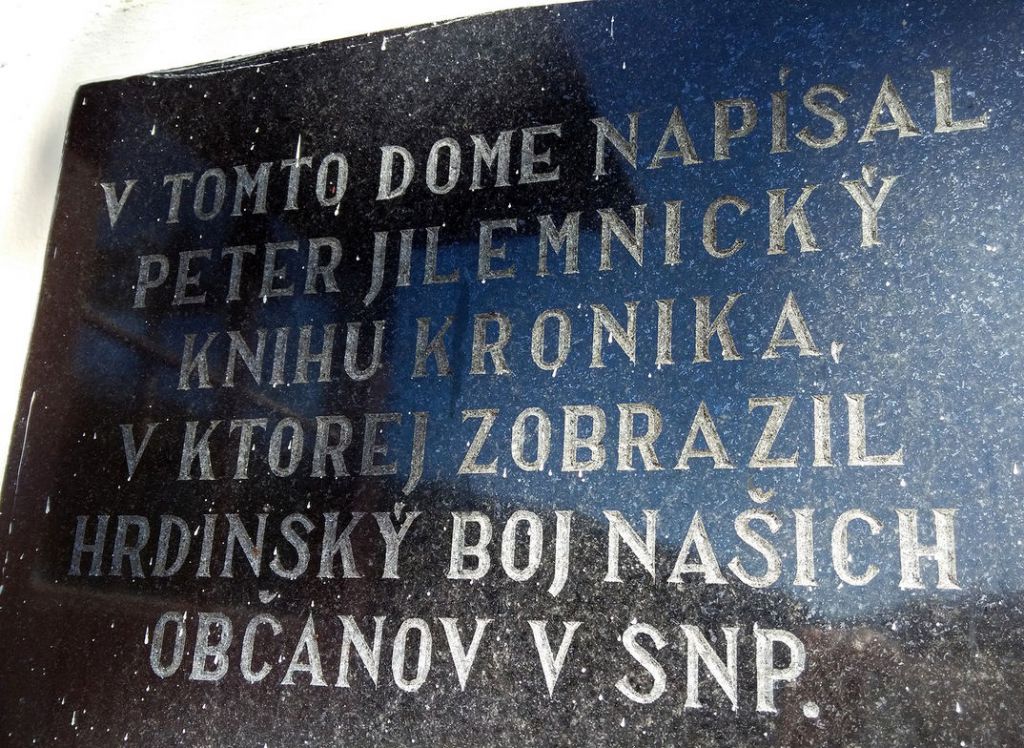 V TOMTO DOME NAPÍSAL
PETER JILEMNICKÝ
KNIHU KRONIKA,
V KTOREJ ZOBRAZIL
HRDINSKÝ BOJ NAŠICH
OBČANOV V SNP.